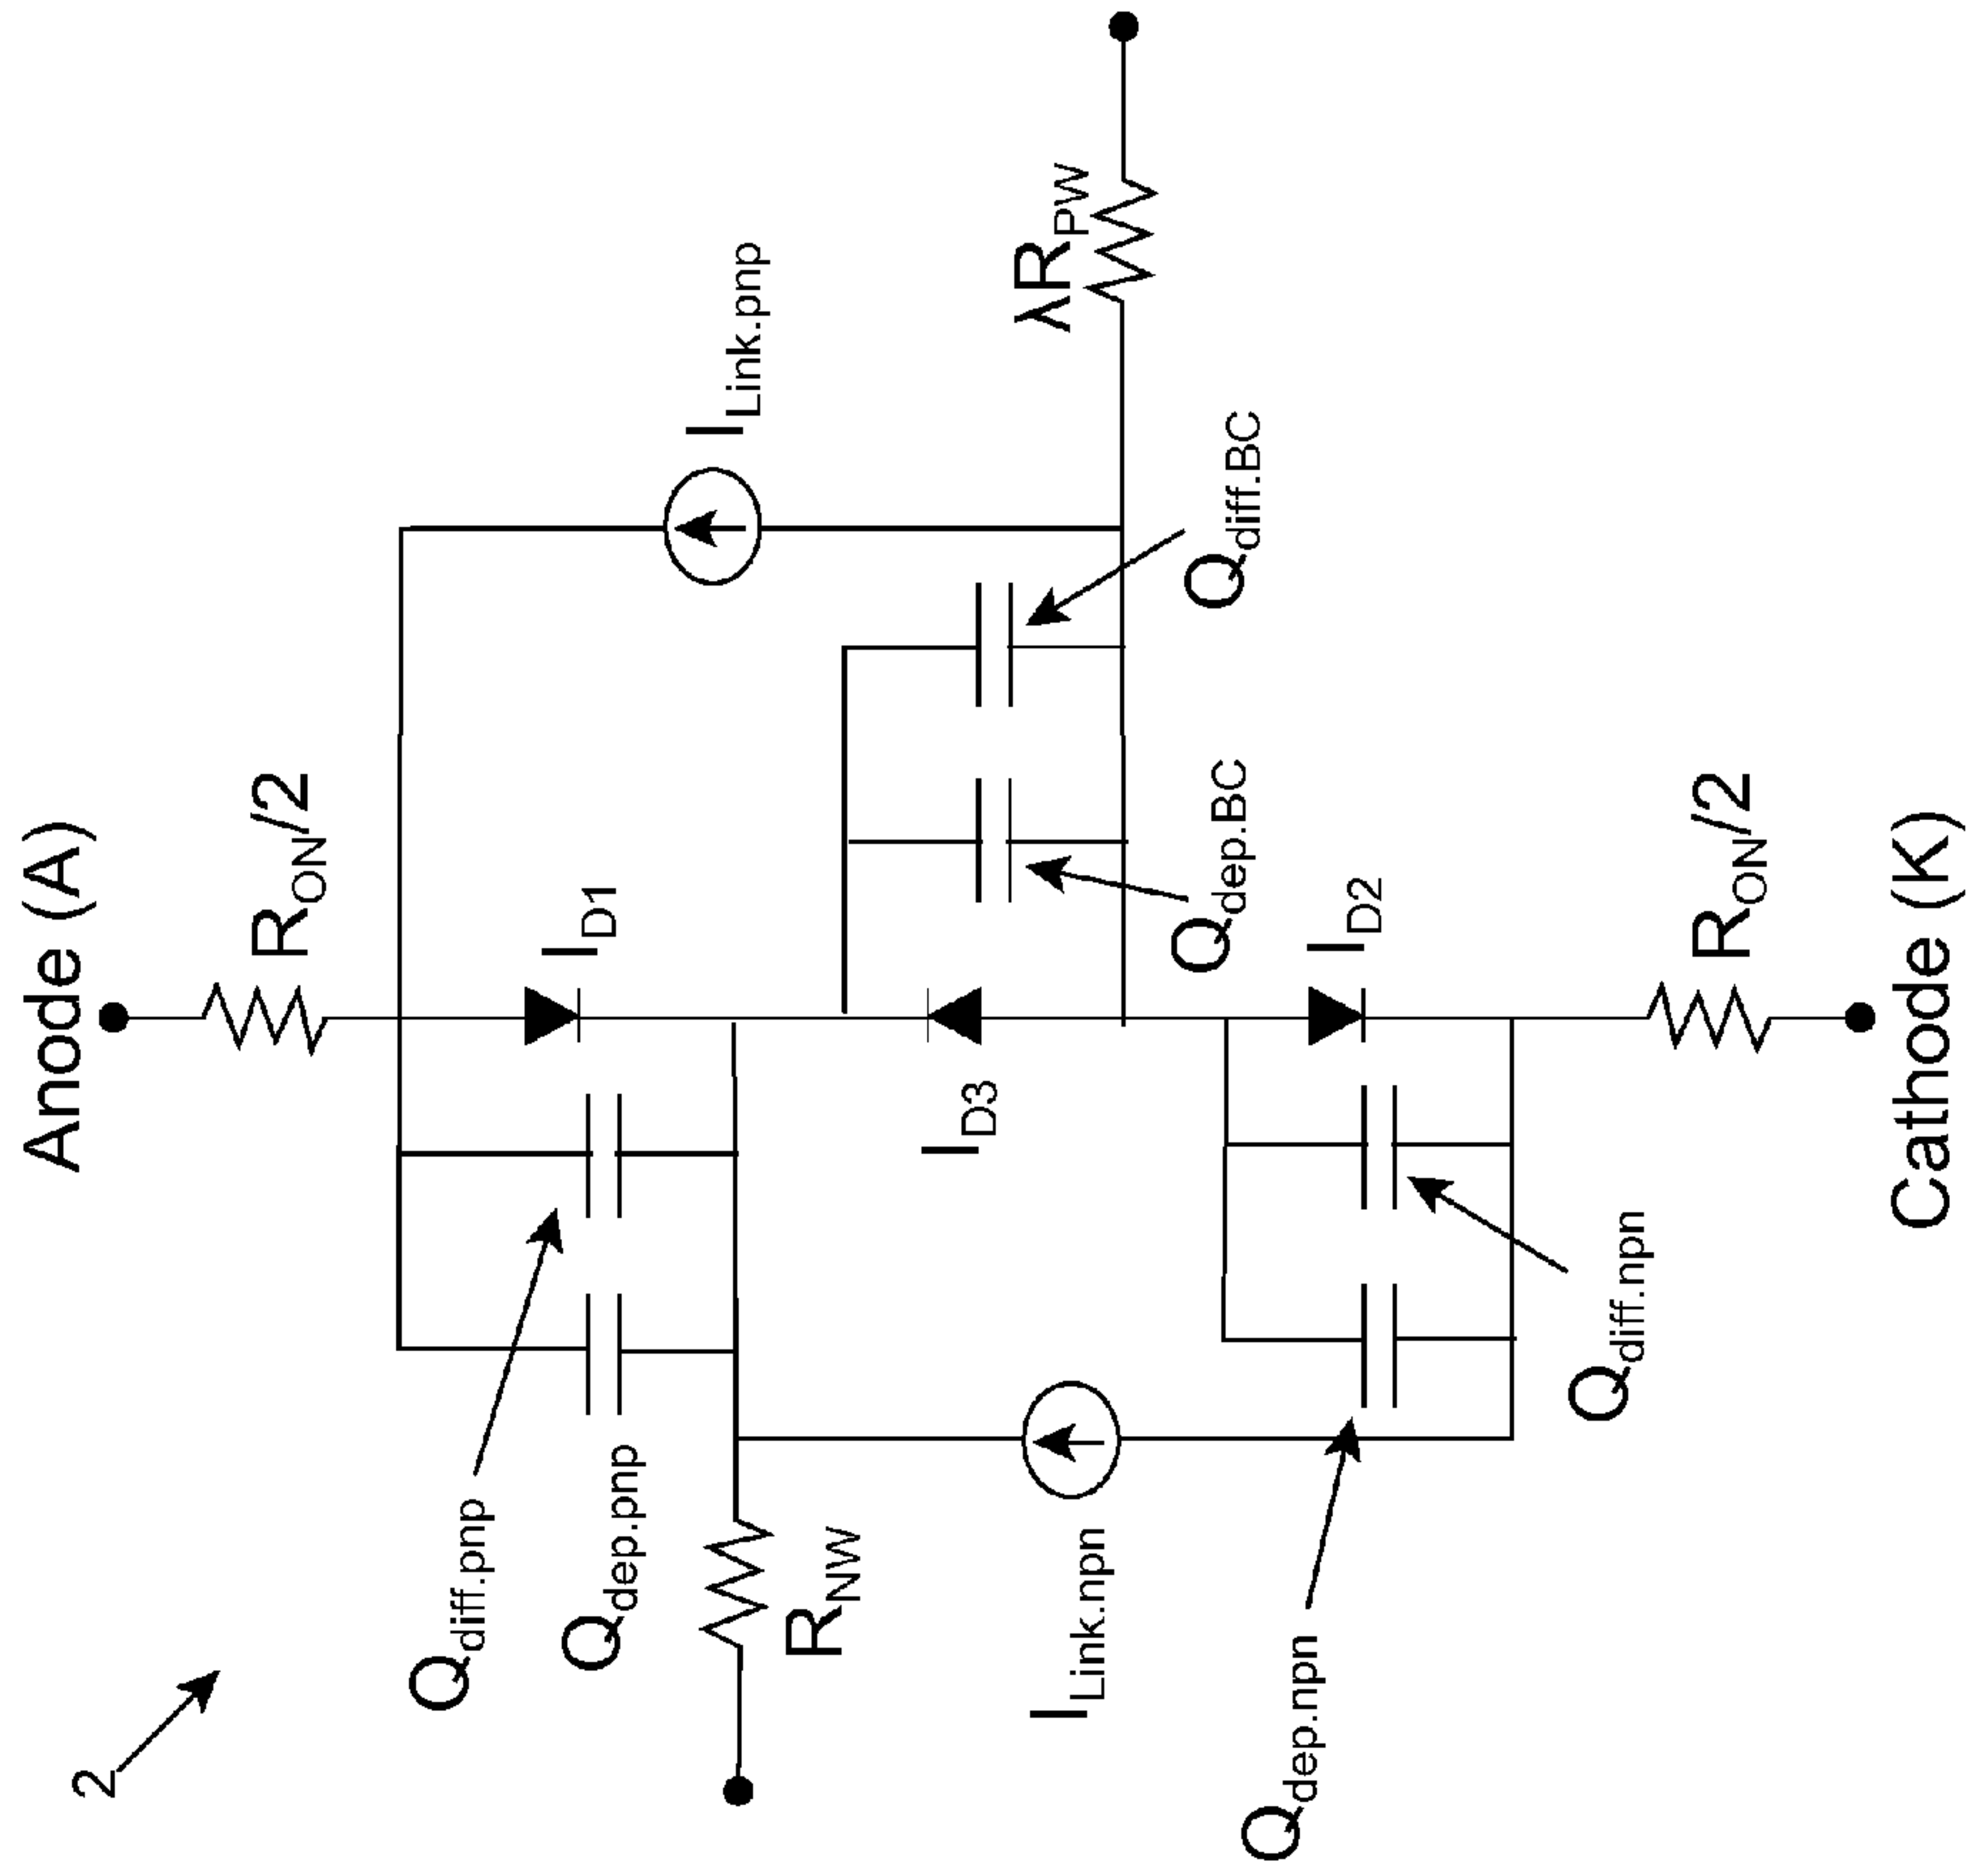 2
Anode (A)
R_ON/2
I_D1
Q_diff.pnp
Q_dep.pnp
R_NW
I_Link.pnp
λR_PW
Q_diff.BC
Q_dep.BC
I_D3
I_D2
I_Link.npn
Q_dep.npn
Q_diff.npn
R_ON/2
Cathode (K)